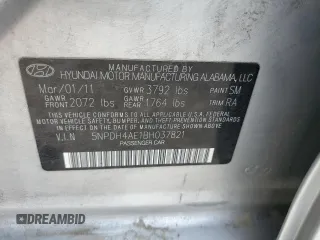 MANUFACTURED BY
HYUNDAI MOTOR MANUFACTURING ALABAMA, LLC
Mar/01/11 GVWR 3792 lbs PAINT SM
GAWR FRONT 2072 lbs GAWR REAR 1764 lbs TRIM RA
THIS VEHICLE CONFORMS TO ALL APPLICABLE
FEDERAL MOTOR VEHICLE SAFETY, BUMPER, AND
THEFT PREVENTION STANDARDS IN EFFECT ON THE
DATE OF MANUFACTURE SHOWN ABOVE.
V.I.N 5NPDH4AE1BH037821
PASSENGER CAR
DREAMBID